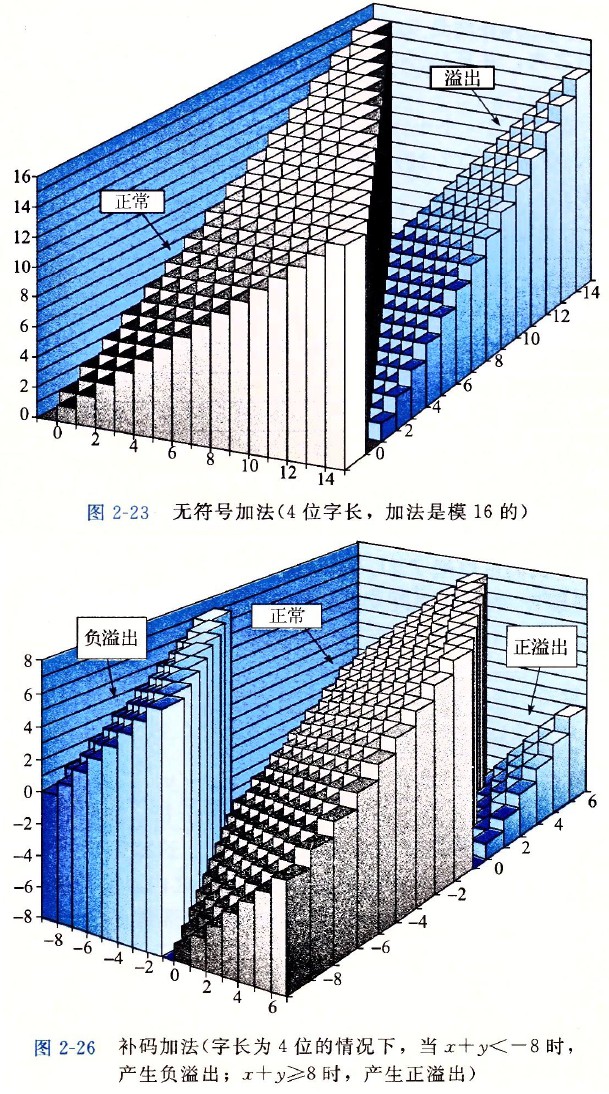 溢出
正常
16
14
12
10
8
6
4
2
0
0 2 4 6 8 10 12 14
0 2 4 6 8 10 12 14
图 2-23 无符号加法(4 位字长，加法是模 16 的)
负溢出
正常
正溢出
8
6
4
2
0
−2
−4
−6
−8
−8 −6 −4 −2 0 2 4 6
−8 −6 −4 −2 0 2 4 6
图 2-26 补码加法(字长为 4 位的情况下，当 x+y<−8 时，
产生负溢出；x+y≥8 时，产生正溢出)